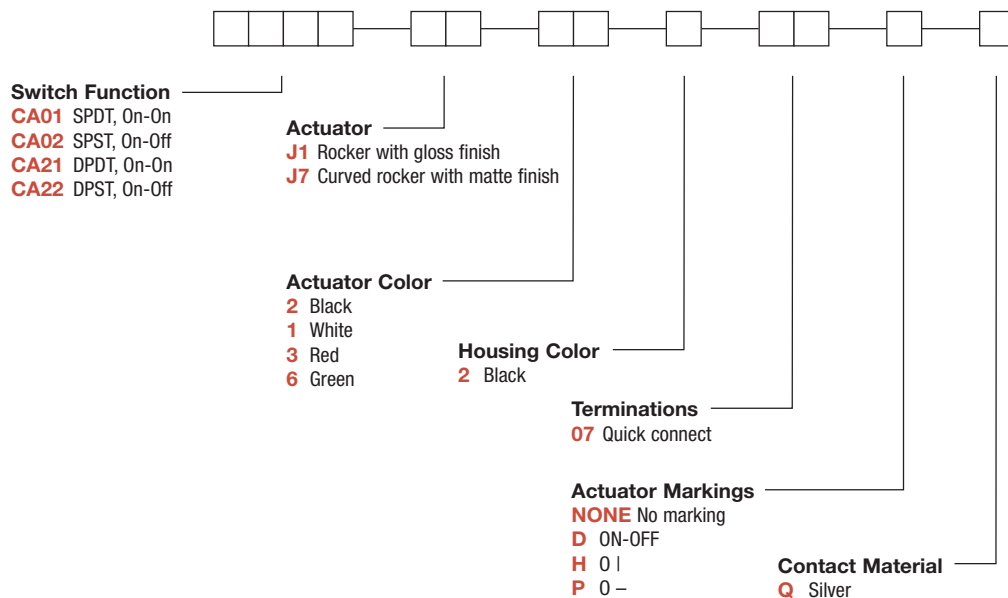 Switch Function
CA01 SPDT, On-On
CA02 SPST, On-Off
CA21 DPDT, On-On
CA22 DPST, On-Off
Actuator
J1 Rocker with gloss finish
J7 Curved rocker with matte finish
Actuator Color
2 Black
1 White
3 Red
6 Green
Housing Color
2 Black
Terminations
07 Quick connect
Actuator Markings
NONE No marking
D ON-OFF
H O |
P O –
Contact Material
Q Silver